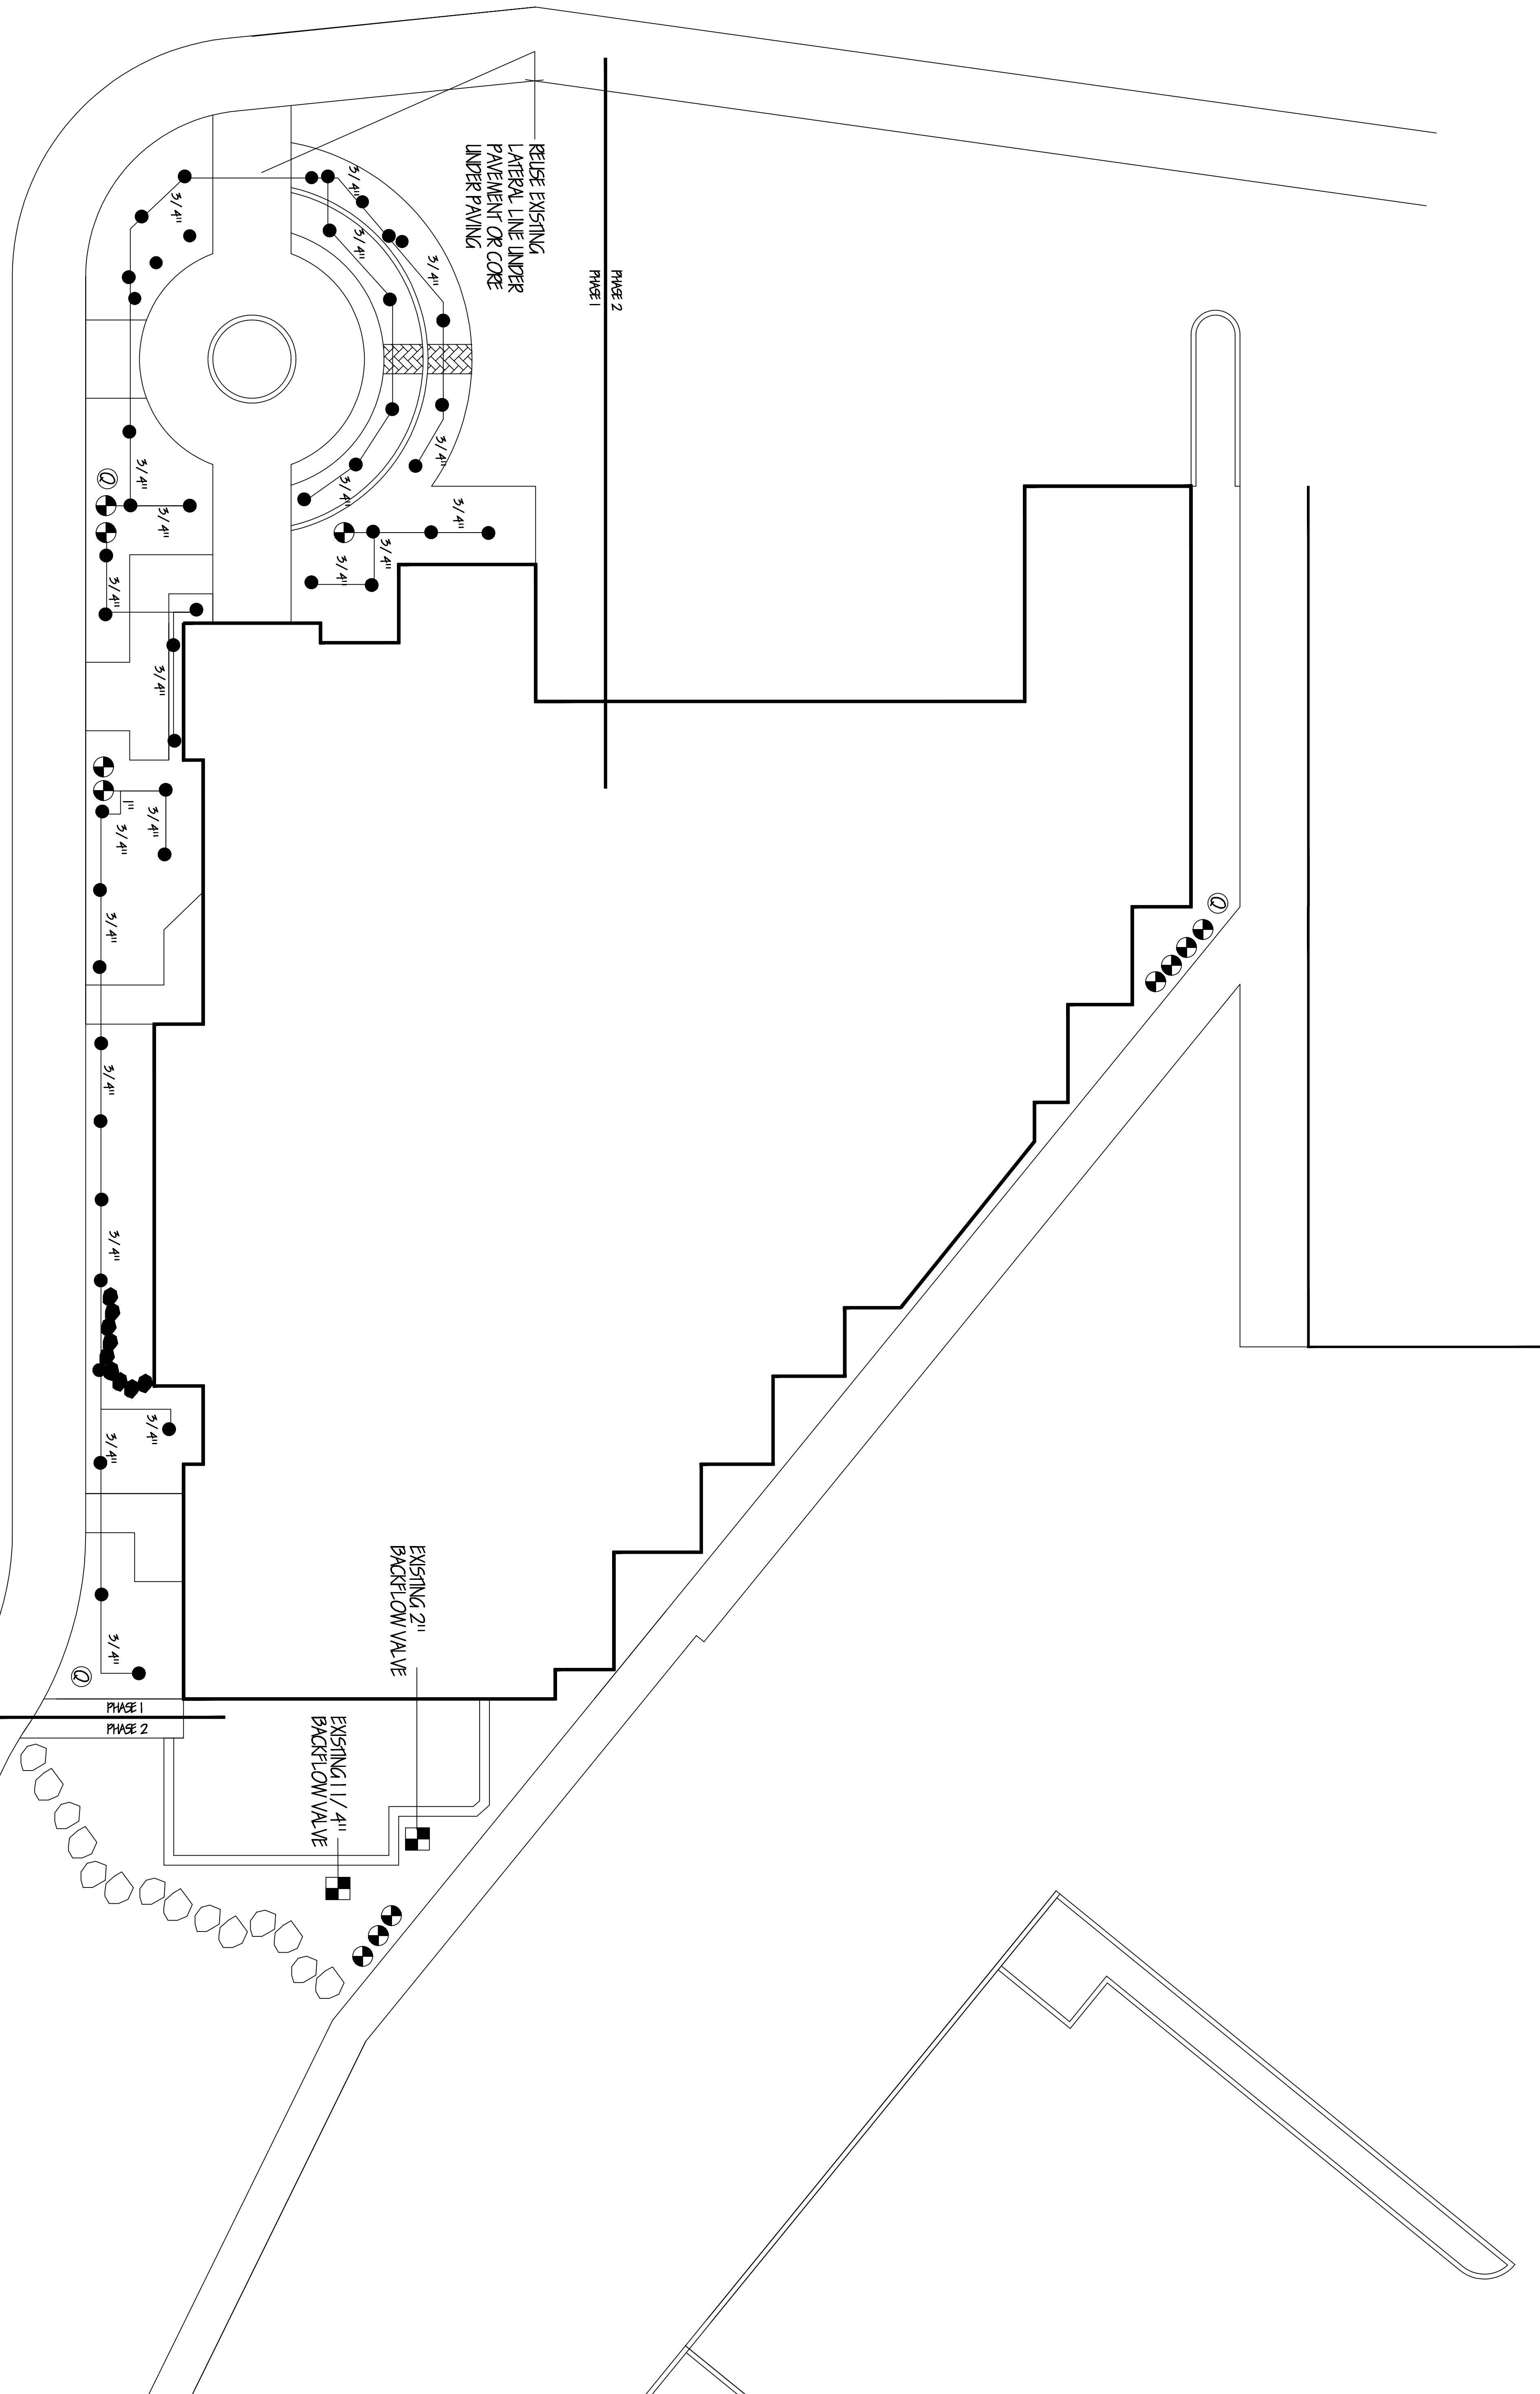 REUSE EXISTING
LATERAL LINE UNDER
PAVEMENT OR CORE
UNDER PAVING
PHASE 2
PHASE 1
3/4"
3/4"
3/4"
3/4"
3/4"
3/4"
3/4"
Q
3/4"
3/4"
3/4"
3/4"
3/4"
3/4"
3/4"
1"
3/4"
3/4"
3/4"
Q
3/4"
3/4"
3/4"
3/4"
3/4"
Q
EXISTING 2"
BACKFLOW VALVE
PHASE 1
PHASE 2
EXISTING 1 1/4"
BACKFLOW VALVE